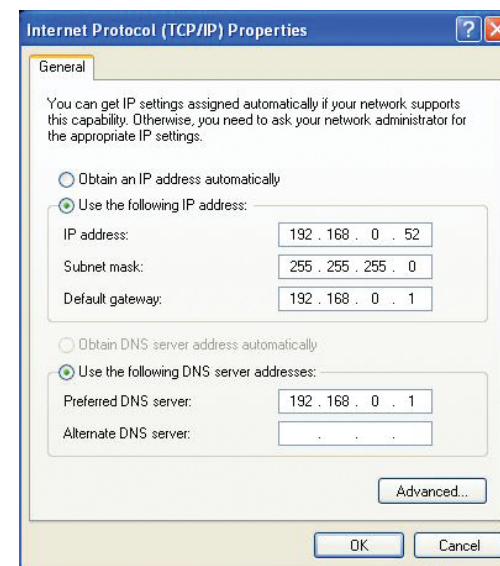 Internet Protocol (TCP/IP) Properties
General
You can get IP settings assigned automatically if your network supports
this capability. Otherwise, you need to ask your network administrator for
the appropriate IP settings.
Obtain an IP address automatically
Use the following IP address:
IP address: 192 . 168 . 0 . 52
Subnet mask: 255 . 255 . 255 . 0
Default gateway: 192 . 168 . 0 . 1
Obtain DNS server address automatically
Use the following DNS server addresses:
Preferred DNS server: 192 . 168 . 0 . 1
Alternate DNS server: . . .
Advanced...
OK Cancel